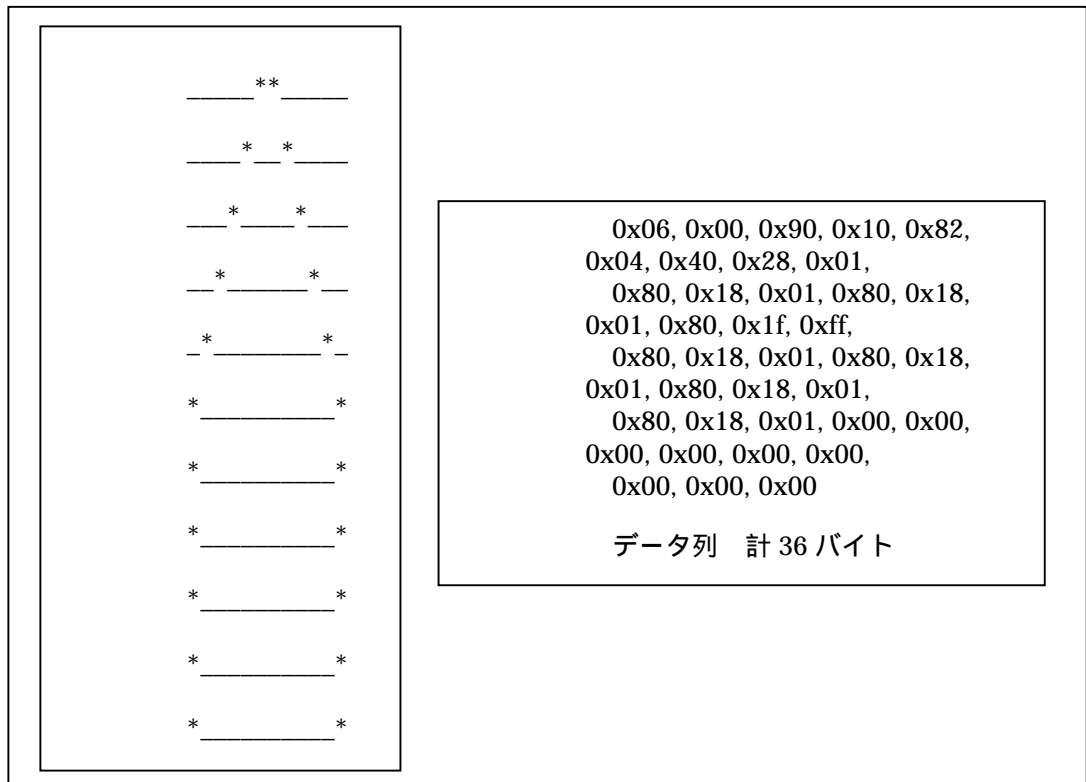 _____**_____
____*__*____
___*____*___
__*______*__
_*________*_
*__________*
*__________*
*__________*
*__________*
*__________*
*__________*
0x06, 0x00, 0x90, 0x10, 0x82,
0x04, 0x40, 0x28, 0x01,
0x80, 0x18, 0x01, 0x80, 0x18,
0x01, 0x80, 0x1f, 0xff,
0x80, 0x18, 0x01, 0x80, 0x18,
0x01, 0x80, 0x18, 0x01,
0x80, 0x18, 0x01, 0x00, 0x00,
0x00, 0x00, 0x00, 0x00,
0x00, 0x00, 0x00
データ列　計 36 バイト